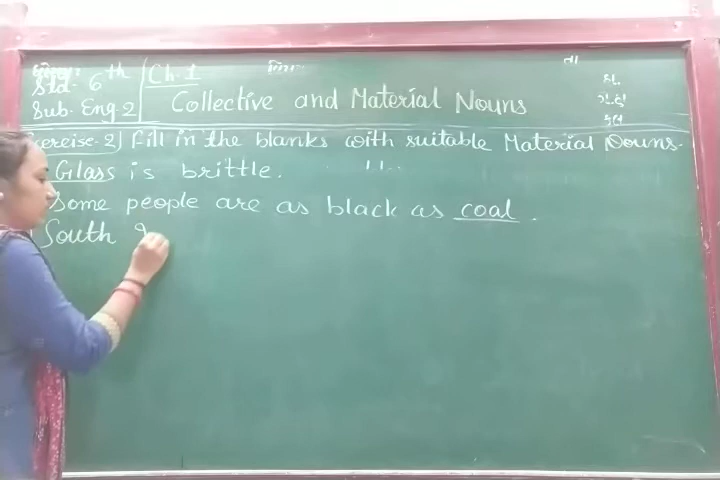 Std. 6th
Ch. 1
તા
Sub. Eng-2
Collective and Material Nouns
Exercise-2) Fill in the blanks with suitable Material Nouns.
Glass is brittle.
Some people are as black as coal.
South